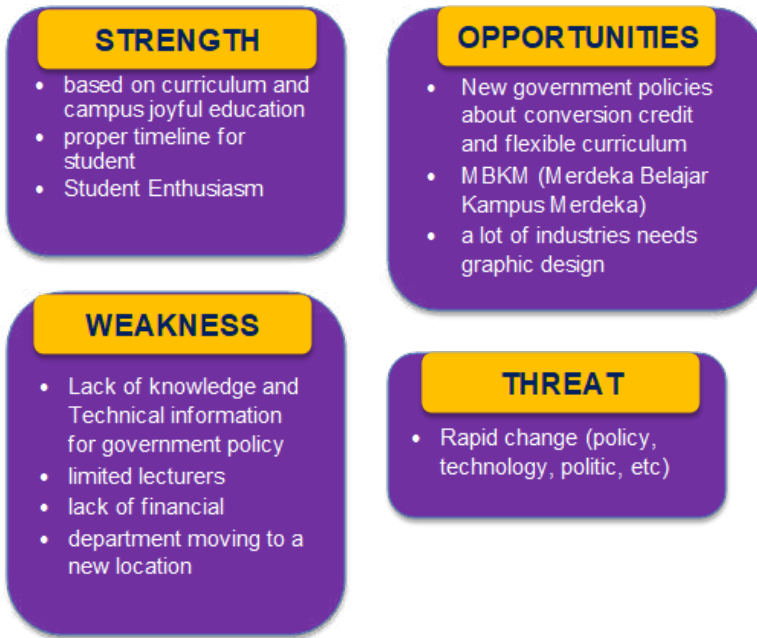 STRENGTH
• based on curriculum and
campus joyful education
• proper timeline for
student
• Student Enthusiasm
OPPORTUNITIES
• New government policies
about conversion credit
and flexible curriculum
• MBKM (Merdeka Belajar
Kampus Merdeka)
• a lot of industries needs
graphic design
WEAKNESS
• Lack of knowledge and
Technical information
for government policy
• limited lecturers
• lack of financial
• department moving to a
new location
THREAT
• Rapid change (policy,
technology, politic, etc)